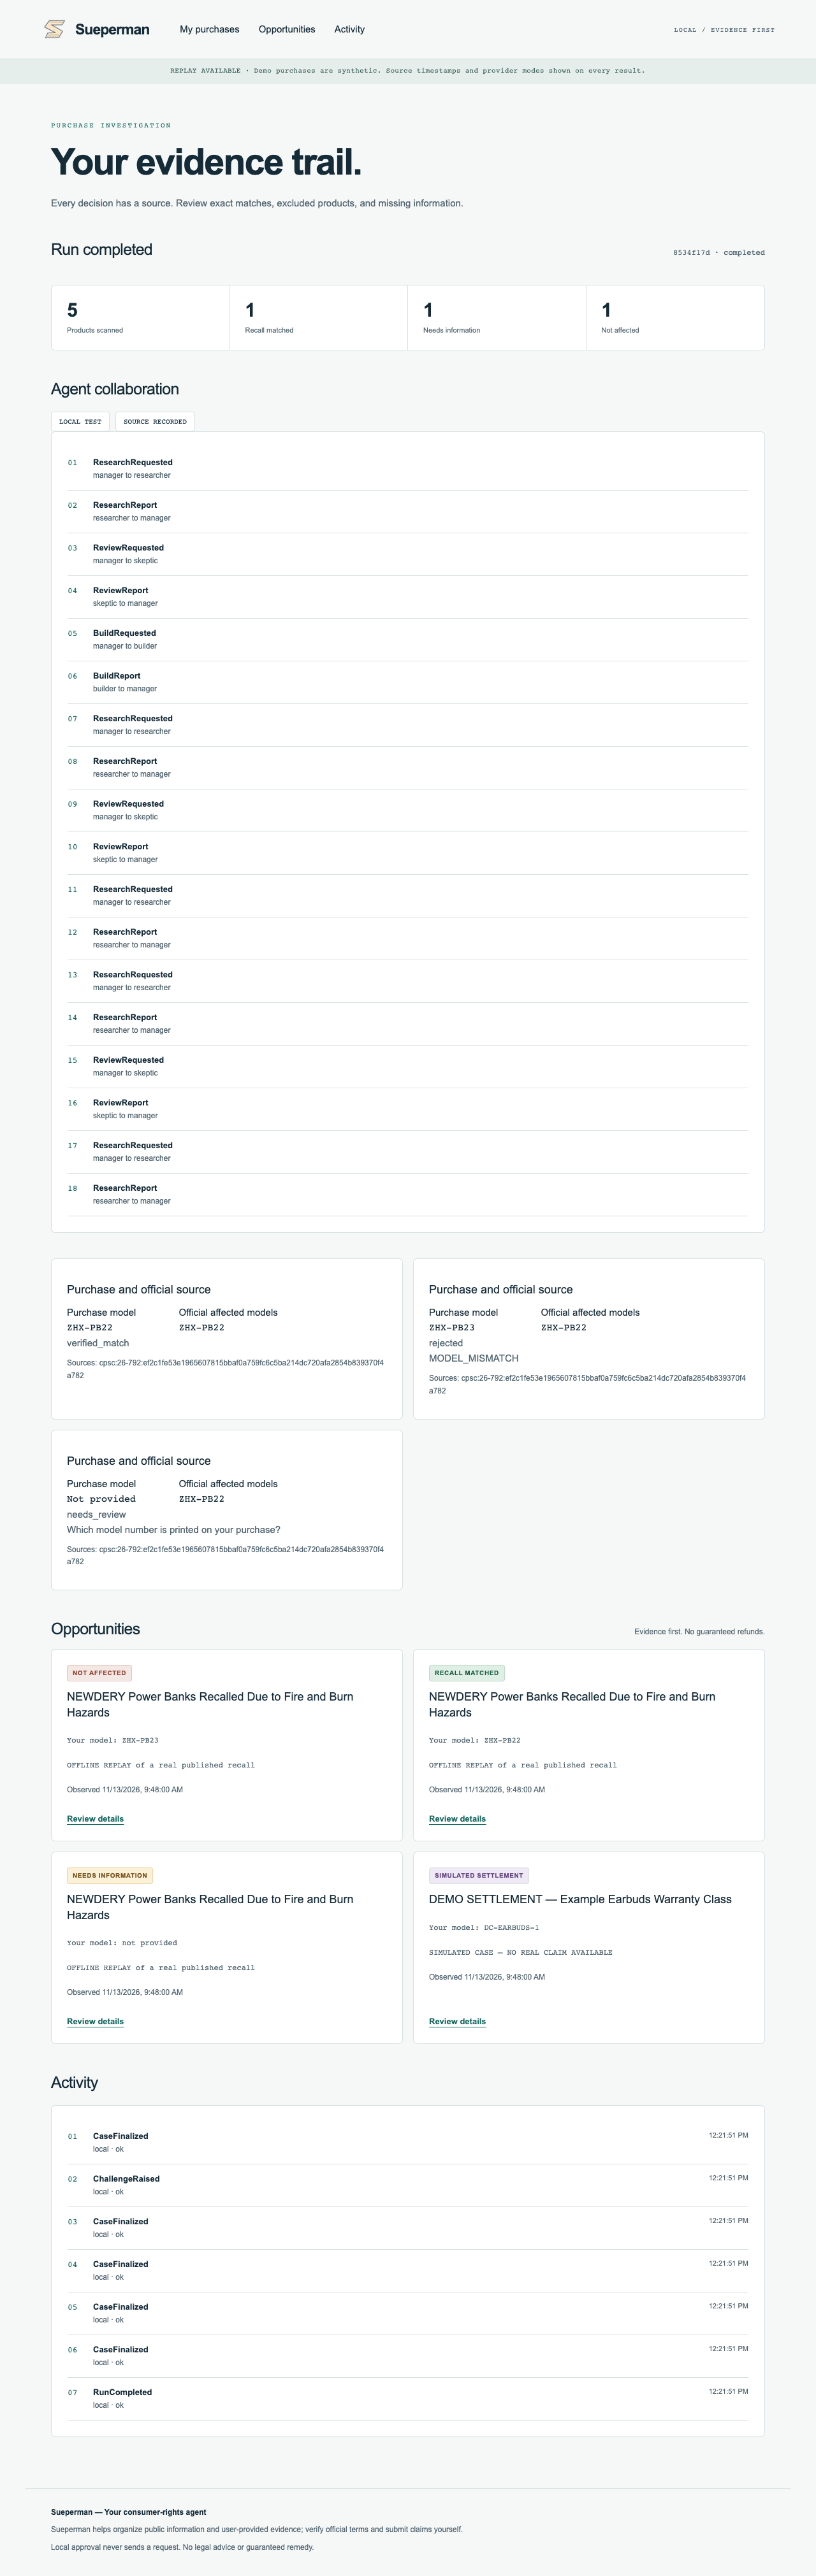 Sueperman
My purchases
Opportunities
Activity
LOCAL / EVIDENCE FIRST
REPLAY AVAILABLE · Demo purchases are synthetic. Source timestamps and provider modes shown on every result.
PURCHASE INVESTIGATION
Your evidence trail.
Every decision has a source. Review exact matches, excluded products, and missing information.
Run completed
8534f17d · completed
5
Products scanned
1
Recall matched
1
Needs information
1
Not affected
Agent collaboration
LOCAL TEST
SOURCE RECORDED
01 ResearchRequested
manager to researcher
02 ResearchReport
researcher to manager
03 ReviewRequested
manager to skeptic
04 ReviewReport
skeptic to manager
05 BuildRequested
manager to builder
06 BuildReport
builder to manager
07 ResearchRequested
manager to researcher
08 ResearchReport
researcher to manager
09 ReviewRequested
manager to skeptic
10 ReviewReport
skeptic to manager
11 ResearchRequested
manager to researcher
12 ResearchReport
researcher to manager
13 ResearchRequested
manager to researcher
14 ResearchReport
researcher to manager
15 ReviewRequested
manager to skeptic
16 ReviewReport
skeptic to manager
17 ResearchRequested
manager to researcher
18 ResearchReport
researcher to manager
Purchase and official source
Purchase model Official affected models
ZHX-PB22 ZHX-PB22
verified_match
Sources: cpsc:26-792:ef2c1fe53e1965607815bbaf0a759fc6c5ba214dc720afa2854b839370f4
a782
Purchase and official source
Purchase model Official affected models
ZHX-PB23 ZHX-PB22
rejected
MODEL_MISMATCH
Sources: cpsc:26-792:ef2c1fe53e1965607815bbaf0a759fc6c5ba214dc720afa2854b839370f4
a782
Purchase and official source
Purchase model Official affected models
Not provided ZHX-PB22
needs_review
Which model number is printed on your purchase?
Sources: cpsc:26-792:ef2c1fe53e1965607815bbaf0a759fc6c5ba214dc720afa2854b839370f4
a782
Opportunities
Evidence first. No guaranteed refunds.
NOT AFFECTED
NEWDERY Power Banks Recalled Due to Fire and Burn
Hazards
Your model: ZHX-PB23
OFFLINE REPLAY of a real published recall
Observed 11/13/2026, 9:48:00 AM
Review details
RECALL MATCHED
NEWDERY Power Banks Recalled Due to Fire and Burn
Hazards
Your model: ZHX-PB22
OFFLINE REPLAY of a real published recall
Observed 11/13/2026, 9:48:00 AM
Review details
NEEDS INFORMATION
NEWDERY Power Banks Recalled Due to Fire and Burn
Hazards
Your model: not provided
OFFLINE REPLAY of a real published recall
Observed 11/13/2026, 9:48:00 AM
Review details
SIMULATED SETTLEMENT
DEMO SETTLEMENT — Example Earbuds Warranty Class
Your model: DC-EARBUDS-1
SIMULATED CASE — NO REAL CLAIM AVAILABLE
Observed 11/13/2026, 9:48:00 AM
Review details
Activity
01 CaseFinalized 12:21:51 PM
local · ok
02 ChallengeRaised 12:21:51 PM
local · ok
03 CaseFinalized 12:21:51 PM
local · ok
04 CaseFinalized 12:21:51 PM
local · ok
05 CaseFinalized 12:21:51 PM
local · ok
06 CaseFinalized 12:21:51 PM
local · ok
07 RunCompleted 12:21:51 PM
local · ok
Sueperman — Your consumer-rights agent
Sueperman helps organize public information and user-provided evidence; verify official terms and submit claims yourself.
Local approval never sends a request. No legal advice or guaranteed remedy.